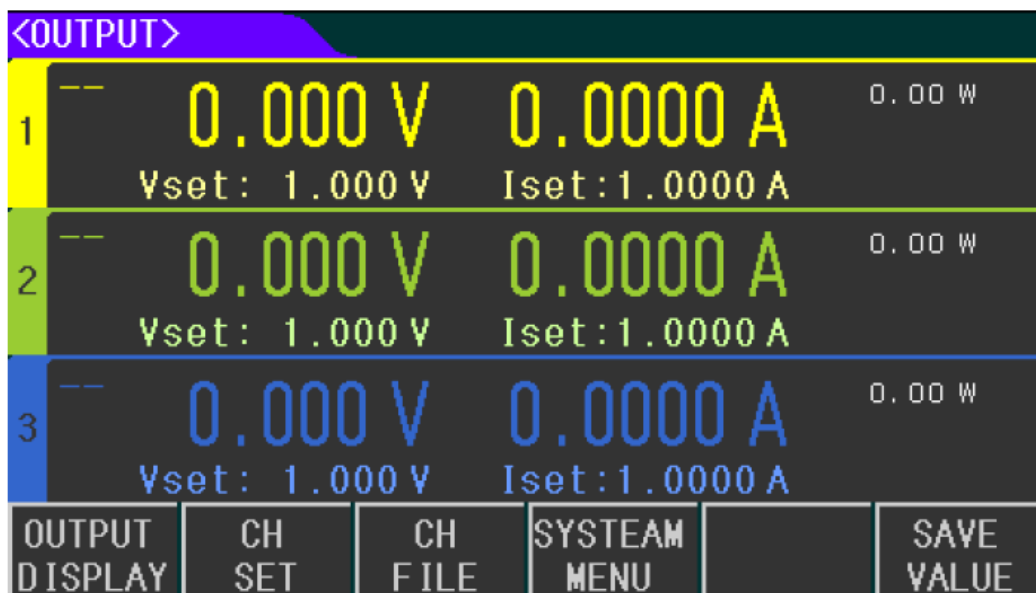 <OUTPUT>
1 -- 0.000 V 0.0000 A 0.00 W
Vset: 1.000 V Iset:1.0000 A
2 -- 0.000 V 0.0000 A 0.00 W
Vset: 1.000 V Iset:1.0000 A
3 -- 0.000 V 0.0000 A 0.00 W
Vset: 1.000 V Iset:1.0000 A
OUTPUT DISPLAY
CH SET
CH FILE
SYSTEAM MENU
SAVE VALUE